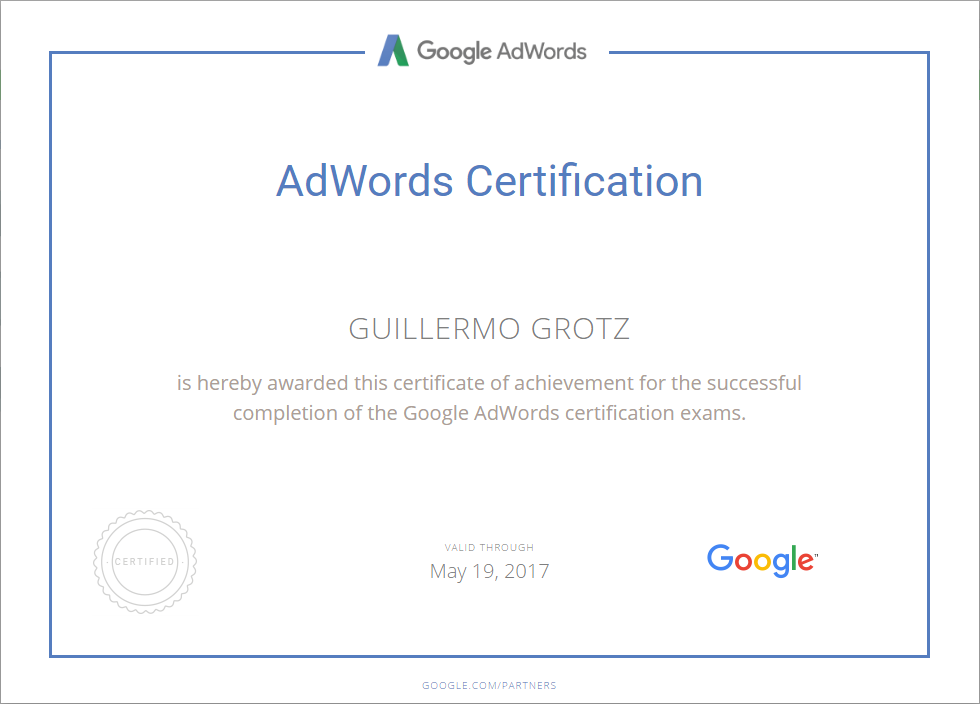 Google AdWords
AdWords Certification
GUILLERMO GROTZ
is hereby awarded this certificate of achievement for the successful
completion of the Google AdWords certification exams.
· CERTIFIED ·
VALID THROUGH
May 19, 2017
Google™
GOOGLE.COM/PARTNERS